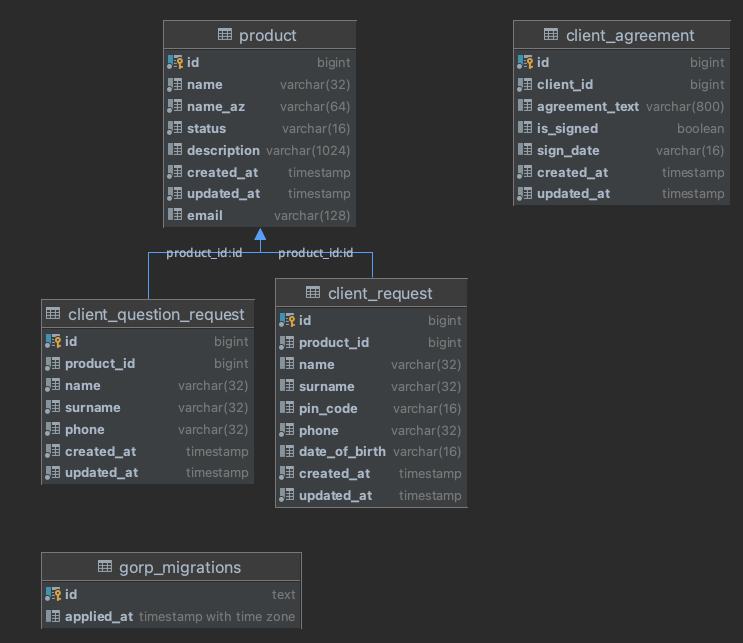 product
id bigint
name varchar(32)
name_az varchar(64)
status varchar(16)
description varchar(1024)
created_at timestamp
updated_at timestamp
email varchar(128)
client_agreement
id bigint
client_id bigint
agreement_text varchar(800)
is_signed boolean
sign_date varchar(16)
created_at timestamp
updated_at timestamp
product_id:id
product_id:id
client_question_request
id bigint
product_id bigint
name varchar(32)
surname varchar(32)
phone varchar(32)
created_at timestamp
updated_at timestamp
client_request
id bigint
product_id bigint
name varchar(32)
surname varchar(32)
pin_code varchar(16)
phone varchar(32)
date_of_birth varchar(16)
created_at timestamp
updated_at timestamp
gorp_migrations
id text
applied_at timestamp with time zone